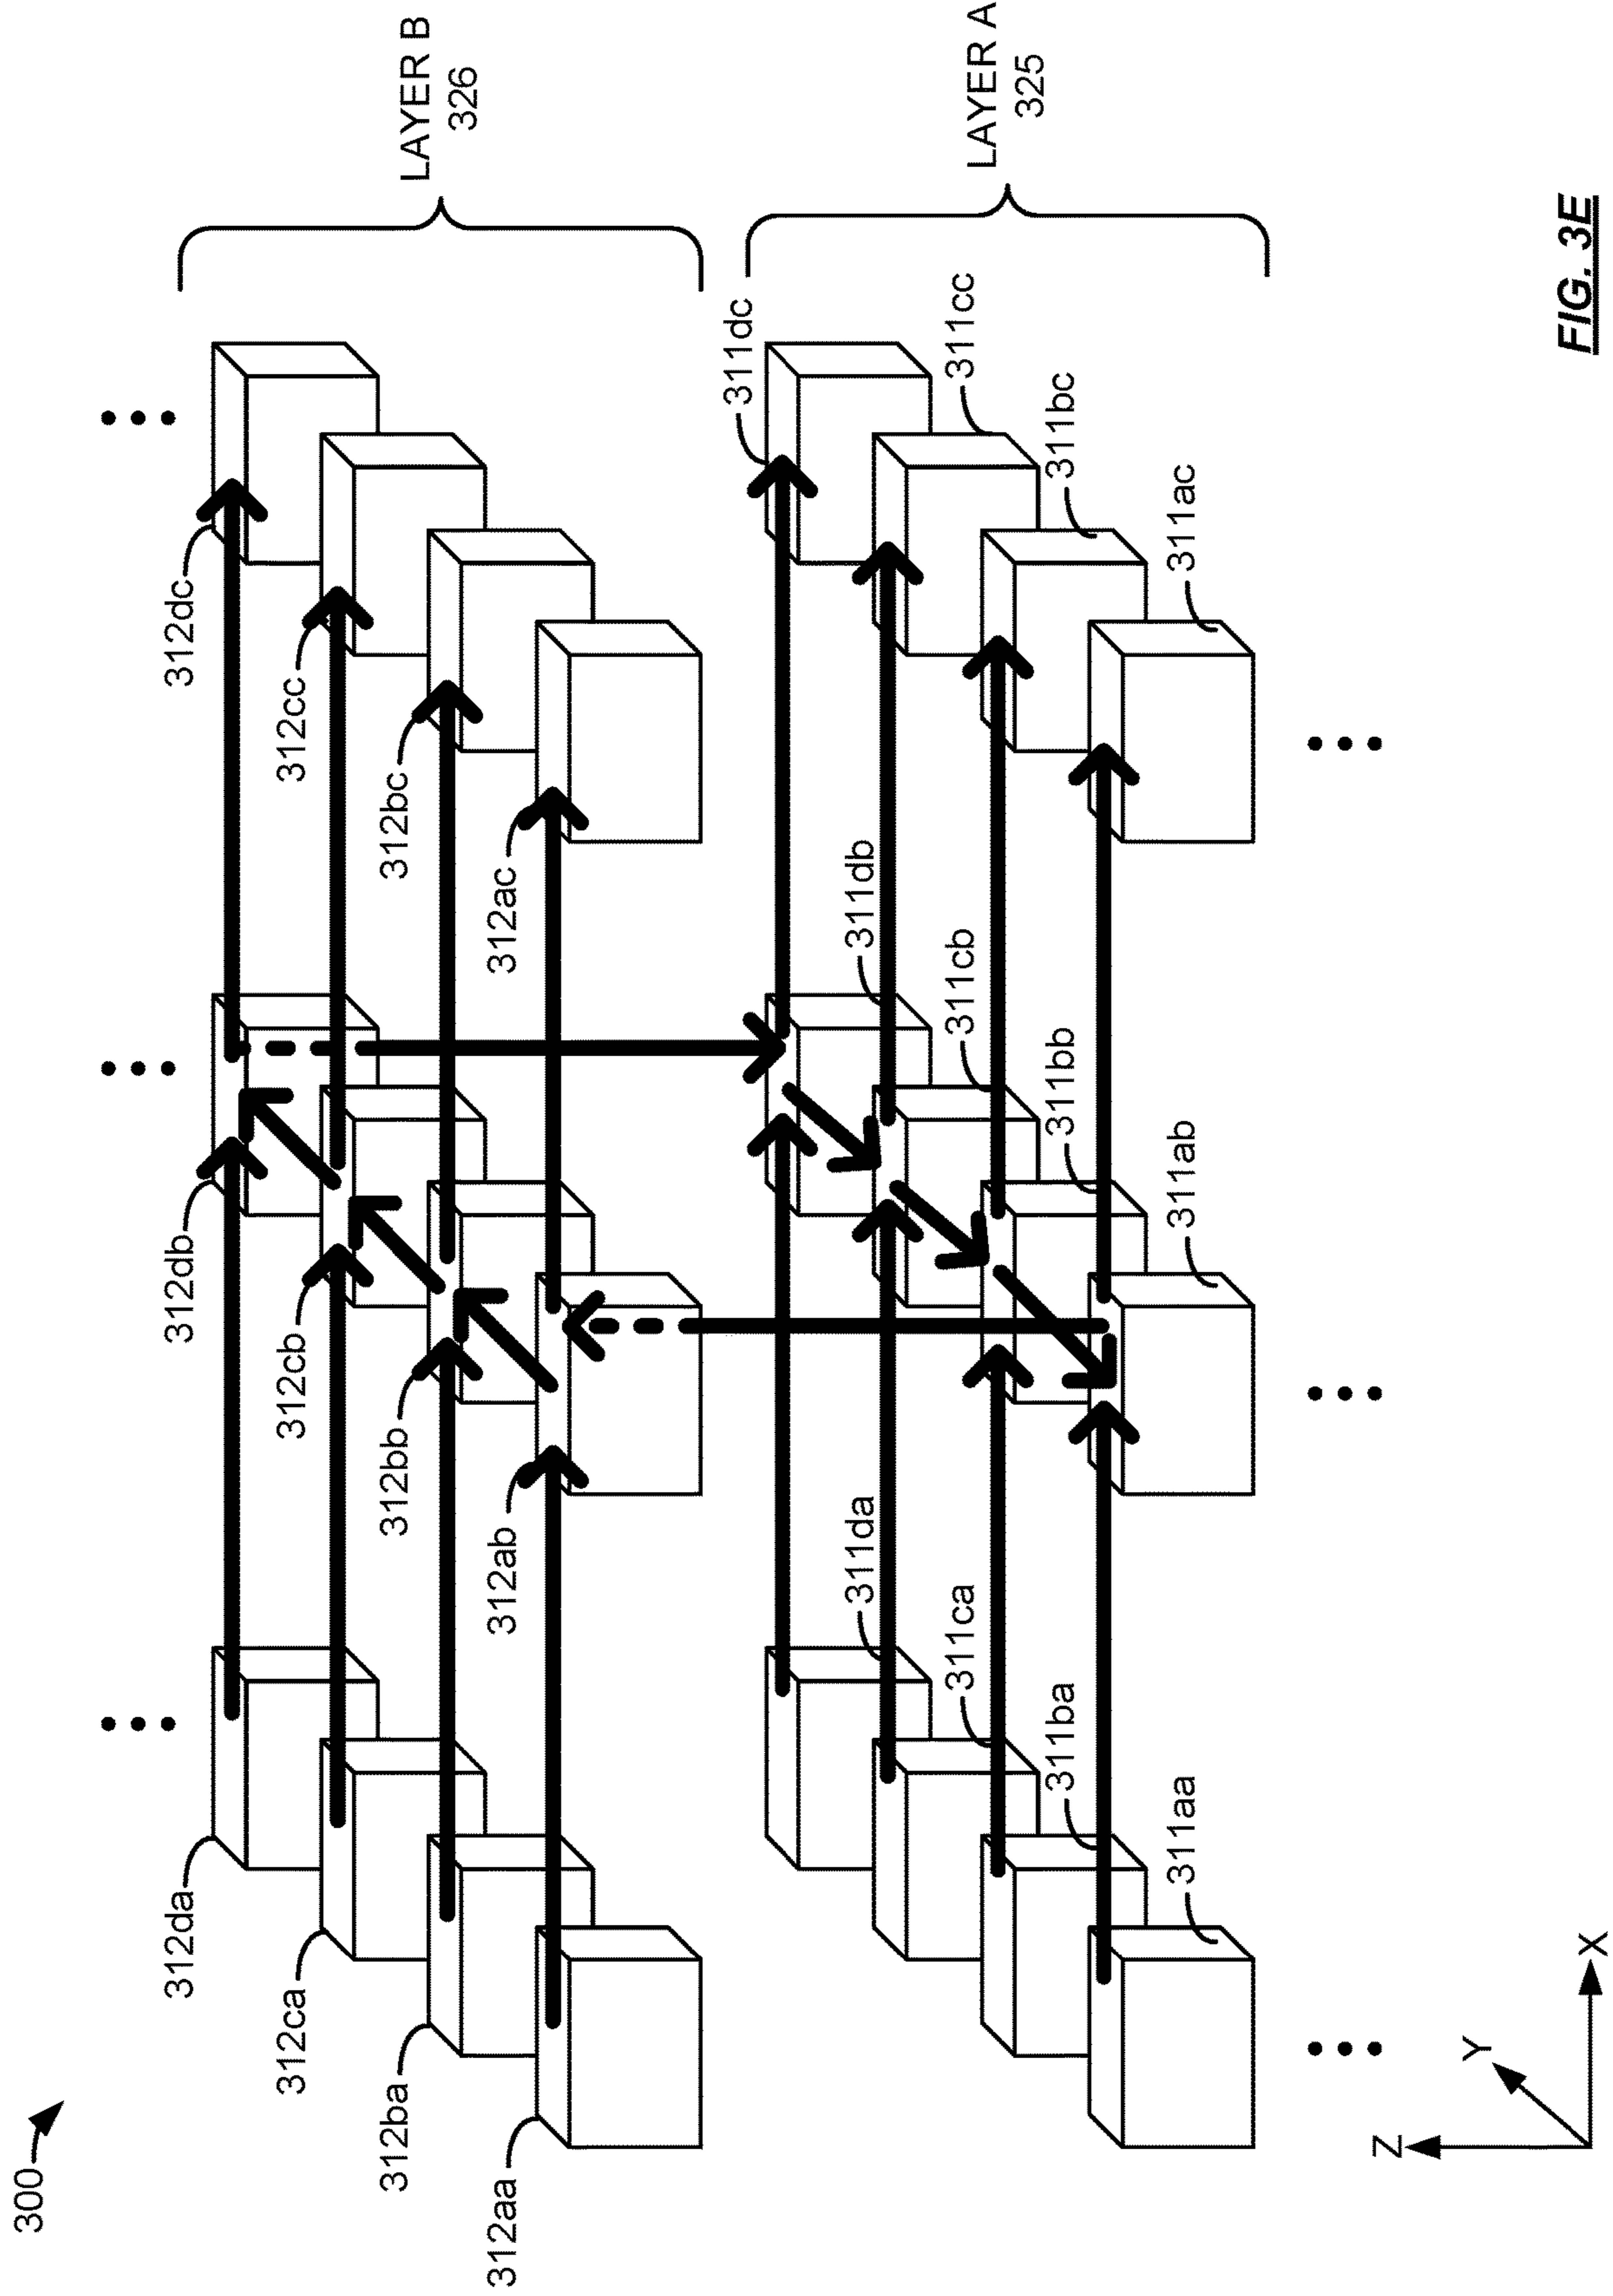 300
312da
312db
312dc
312ca
312cb
312cc
312ba
312bb
312bc
312aa
312ab
312ac
LAYER B
326
311dc
311da
311db
311cc
311ca
311cb
311bc
311ba
311bb
311aa
311ab
311ac
LAYER A
325
Z
Y
X
FIG. 3E